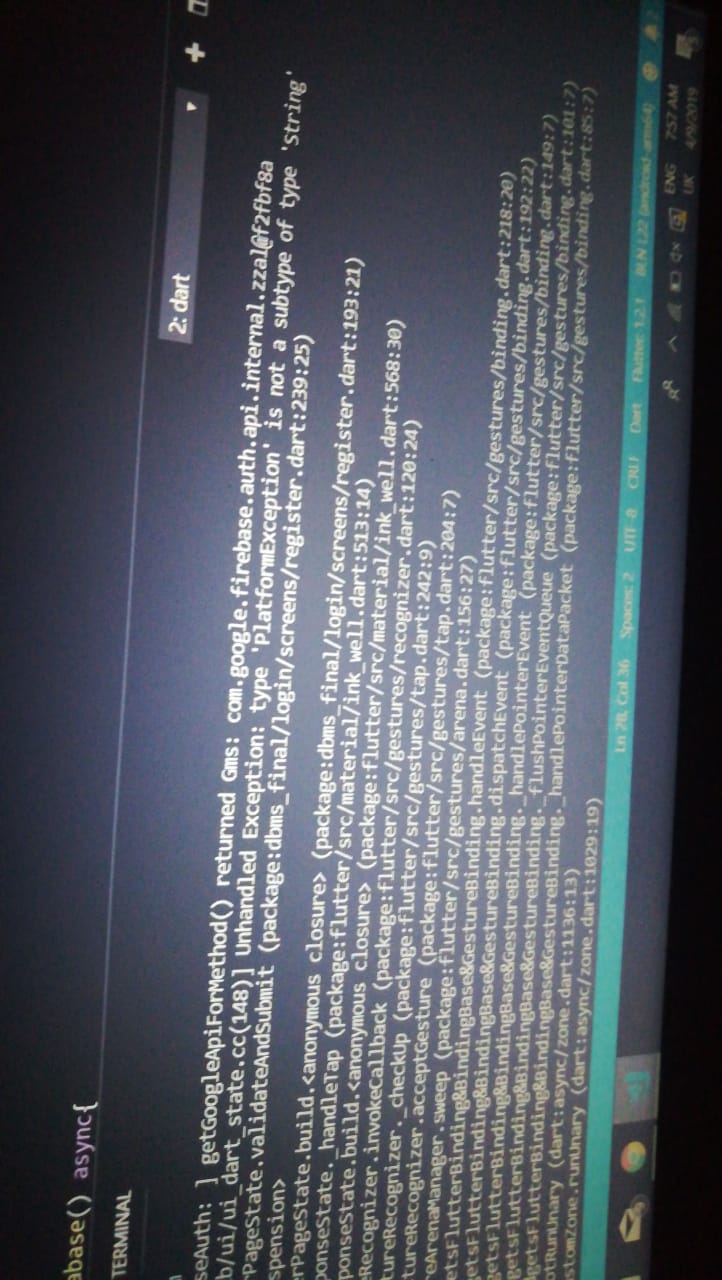 abase() async{
TERMINAL
2: dart
seAuth: ] getGoogleApiForMethod() returned Gms: com.google.firebase.auth.api.internal.zzal@f2fbf8a
b/ui/ui_dart_state.cc(148)] Unhandled Exception: type 'PlatformException' is not a subtype of type 'String'
rPageState.validateAndSubmit (package:dbms_final/login/screens/register.dart:239:25)
spension>
erPageState.build.<anonymous closure> (package:dbms_final/login/screens/register.dart:193:21)
ponseState._handleTap (package:flutter/src/material/ink_well.dart:513:14)
ponseState.build.<anonymous closure> (package:flutter/src/material/ink_well.dart:568:30)
eRecognizer.invokeCallback (package:flutter/src/gestures/recognizer.dart:120:24)
tureRecognizer._checkUp (package:flutter/src/gestures/tap.dart:242:9)
tureRecognizer.acceptGesture (package:flutter/src/gestures/tap.dart:204:7)
eArenaManager.sweep (package:flutter/src/gestures/arena.dart:156:27)
etsFlutterBinding&BindingBase&GestureBinding.handleEvent (package:flutter/src/gestures/binding.dart:218:20)
getsFlutterBinding&BindingBase&GestureBinding.dispatchEvent (package:flutter/src/gestures/binding.dart:192:22)
getsFlutterBinding&BindingBase&GestureBinding._handlePointerEvent (package:flutter/src/gestures/binding.dart:149:7)
getsFlutterBinding&BindingBase&GestureBinding._flushPointerEventQueue (package:flutter/src/gestures/binding.dart:101:7)
getsFlutterBinding&BindingBase&GestureBinding._handlePointerDataPacket (package:flutter/src/gestures/binding.dart:85:7)
tRunUnary (dart:async/zone.dart:1136:13)
stomZone.runUnary (dart:async/zone.dart:1029:19)
Ln 28, Col 36 Spaces: 2 UTF-8 CRLF Dart Flutter: 1.2.1 BLN L22 (android-arm64)
ENG 7:57 AM
UK 4/9/2019